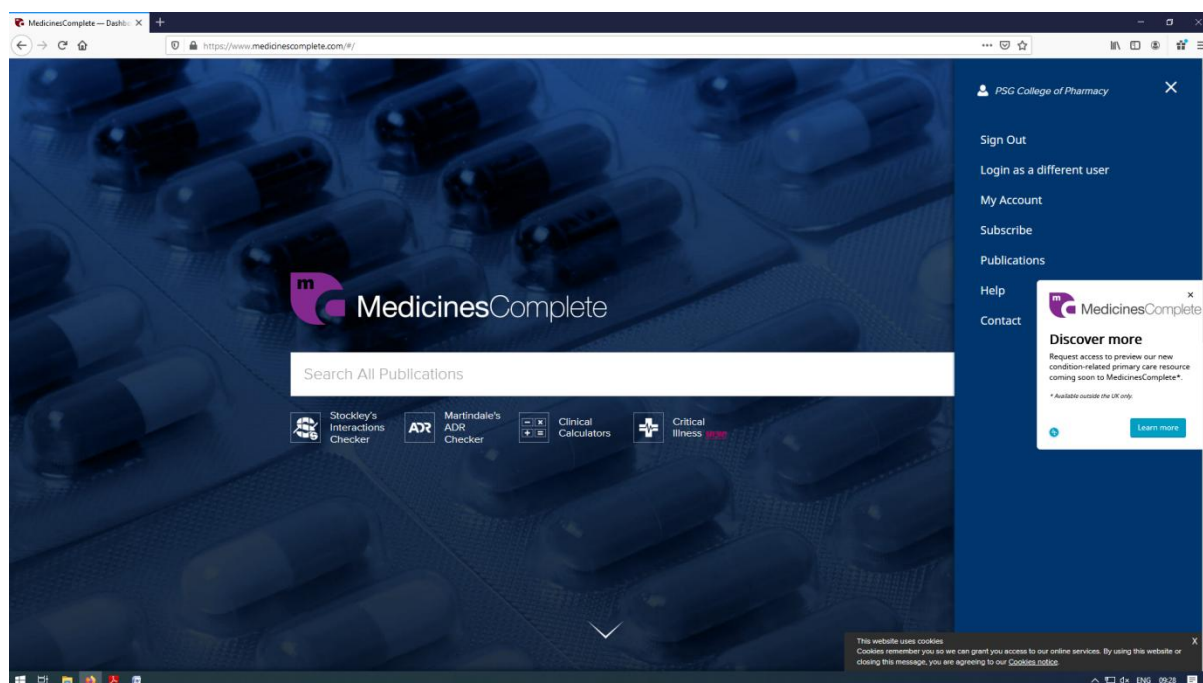 MedicinesComplete — Dashb
https://www.medicinescomplete.com/#/
PSG College of Pharmacy
Sign Out
Login as a different user
My Account
Subscribe
Publications
Help
Contact
mc MedicinesComplete
Search All Publications
Stockley's
Interactions
Checker
ADR
Martindale's
ADR
Checker
Clinical
Calculators
Critical
Illness
MedicinesComplete
Discover more
Request access to preview our new
condition-related primary care resource
coming soon to MedicinesComplete*.
* Available outside the UK only.
Learn more
This website uses cookies
Cookies remember you so we can grant you access to our online services. By using this website or
closing this message, you are agreeing to our Cookies notice.
ENG 09:28